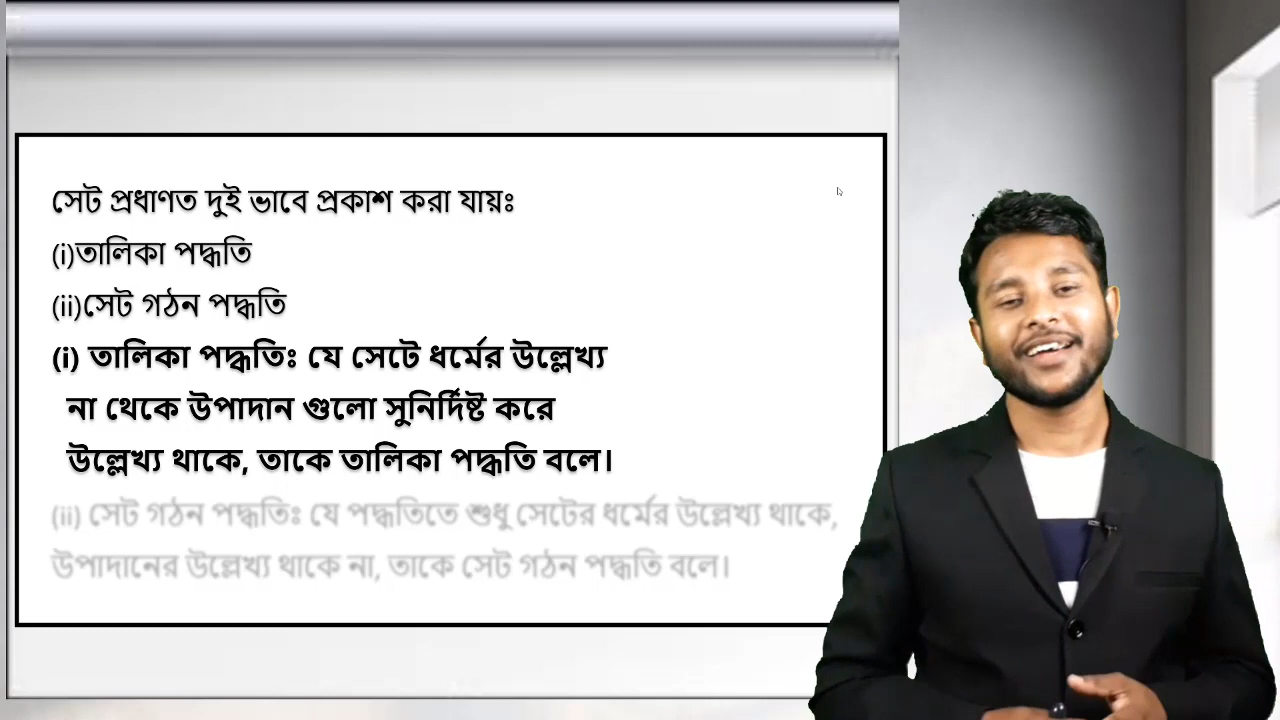 সেট প্রধাণত দুই ভাবে প্রকাশ করা যায়ঃ
(i)তালিকা পদ্ধতি
(ii)সেট গঠন পদ্ধতি
(i) তালিকা পদ্ধতিঃ যে সেটে ধর্মের উল্লেখ্য
না থেকে উপাদান গুলো সুনির্দিষ্ট করে
উল্লেখ্য থাকে, তাকে তালিকা পদ্ধতি বলে।
(ii) সেট গঠন পদ্ধতিঃ যে পদ্ধতিতে শুধু সেটের ধর্মের উল্লেখ্য থাকে,
উপাদানের উল্লেখ্য থাকে না, তাকে সেট গঠন পদ্ধতি বলে।